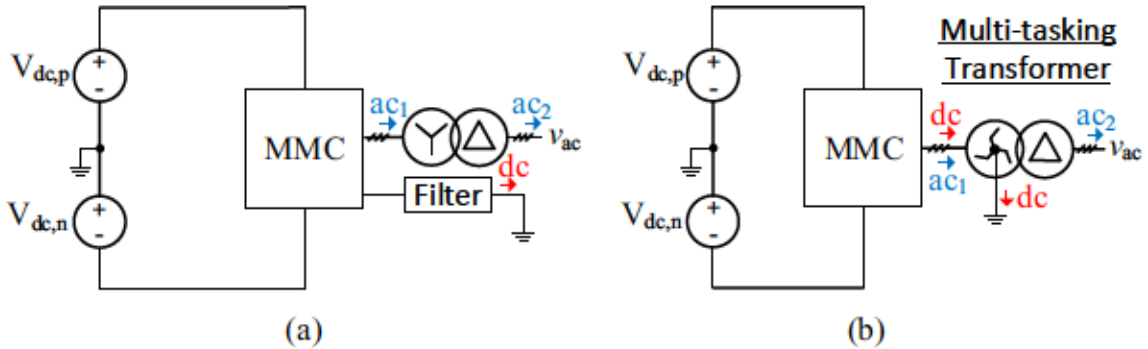 V_dc,p
+
-
V_dc,n
+
-
MMC
ac₁
ac₂
v_ac
dc
Filter
(a)
Multi-tasking
Transformer
V_dc,p
+
-
V_dc,n
+
-
MMC
dc
ac₁
ac₂
v_ac
dc
(b)